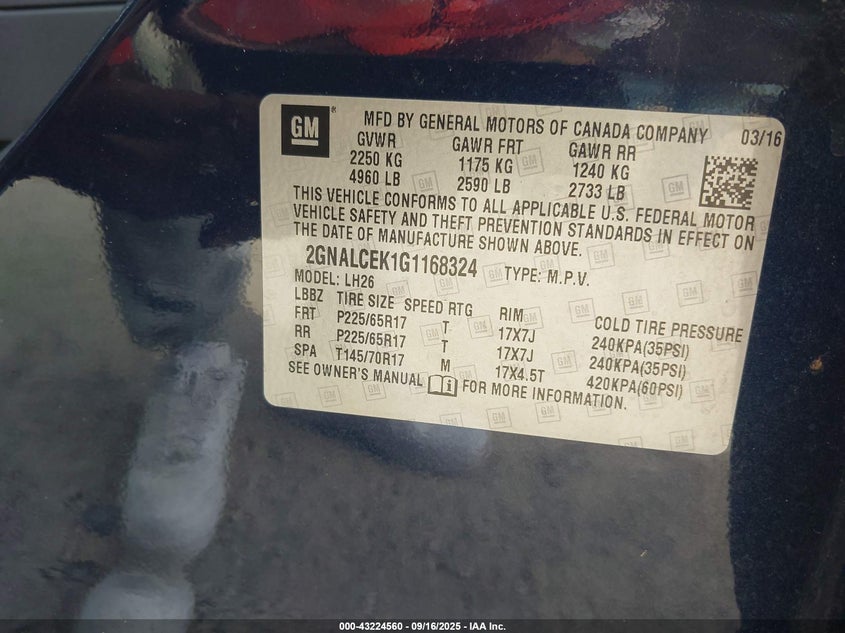 GM ®
MFD BY GENERAL MOTORS OF CANADA COMPANY 03/16
GVWR GAWR FRT GAWR RR
2250 KG 1175 KG 1240 KG
4960 LB 2590 LB 2733 LB
THIS VEHICLE CONFORMS TO ALL APPLICABLE U.S. FEDERAL MOTOR
VEHICLE SAFETY AND THEFT PREVENTION STANDARDS IN EFFECT ON
THE DATE OF MANUFACTURE SHOWN ABOVE.
2GNALCEK1G1168324 TYPE: M.P.V.
MODEL: LH26
LBBZ TIRE SIZE SPEED RTG RIM COLD TIRE PRESSURE
FRT P225/65R17 T 17X7J 240KPA(35PSI)
RR P225/65R17 T 17X7J 240KPA(35PSI)
SPA T145/70R17 M 17X4.5T 420KPA(60PSI)
SEE OWNER'S MANUAL i FOR MORE INFORMATION.
000-43224560 - 09/16/2025 - IAA Inc.